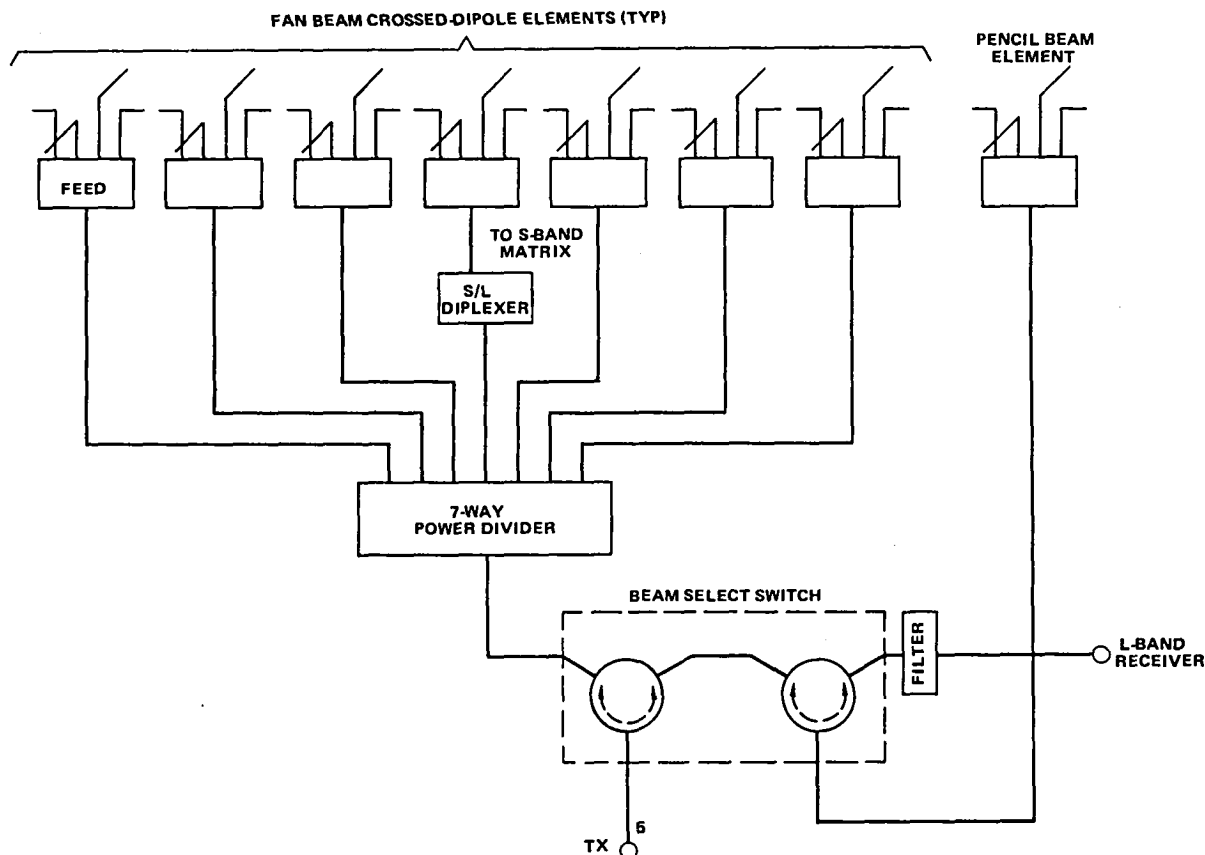 FAN BEAM CROSSED-DIPOLE ELEMENTS (TYP)
PENCIL BEAM
ELEMENT
FEED
TO S-BAND
MATRIX
S/L
DIPLEXER
7-WAY
POWER DIVIDER
BEAM SELECT SWITCH
FILTER
L-BAND
RECEIVER
6
TX